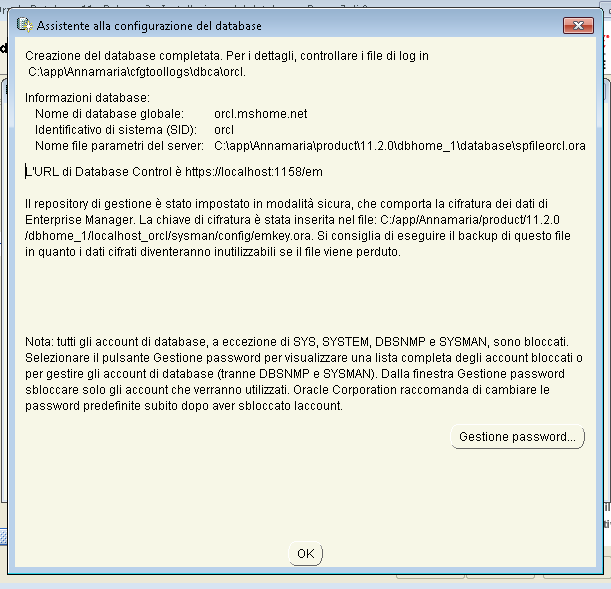 Assistente alla configurazione del database
Creazione del database completata. Per i dettagli, controllare i file di log in
C:\app\Annamaria\cfgtoollogs\dbca\orcl.
Informazioni database:
Nome di database globale: orcl.mshome.net
Identificativo di sistema (SID): orcl
Nome file parametri del server: C:\app\Annamaria\product\11.2.0\dbhome_1\database\spfileorcl.ora
L'URL di Database Control è https://localhost:1158/em
Il repository di gestione è stato impostato in modalità sicura, che comporta la cifratura dei dati di
Enterprise Manager. La chiave di cifratura è stata inserita nel file: C:/app/Annamaria/product/11.2.0
/dbhome_1/localhost_orcl/sysman/config/emkey.ora. Si consiglia di eseguire il backup di questo file
in quanto i dati cifrati diventeranno inutilizzabili se il file viene perduto.
Nota: tutti gli account di database, a eccezione di SYS, SYSTEM, DBSNMP e SYSMAN, sono bloccati.
Selezionare il pulsante Gestione password per visualizzare una lista completa degli account bloccati o
per gestire gli account di database (tranne DBSNMP e SYSMAN). Dalla finestra Gestione password
sbloccare solo gli account che verranno utilizzati. Oracle Corporation raccomanda di cambiare le
password predefinite subito dopo aver sbloccato laccount.
Gestione password...
OK